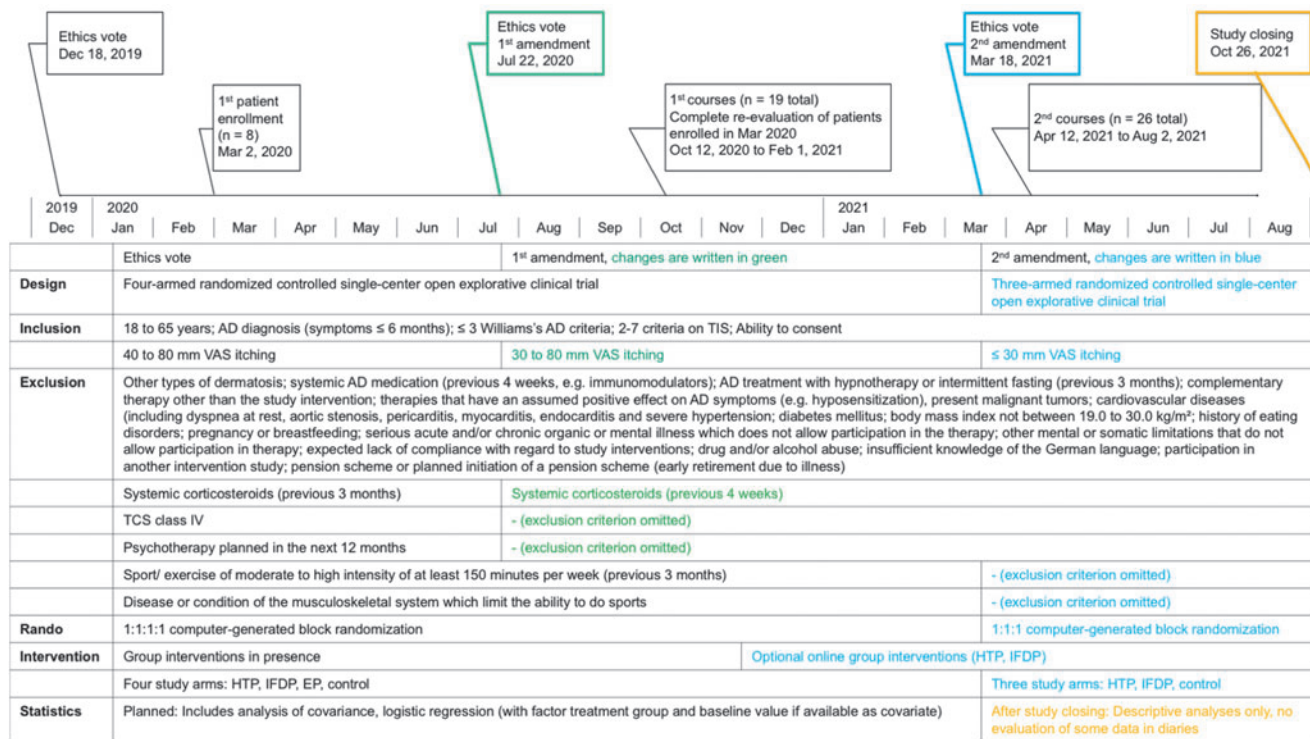 Ethics vote
Dec 18, 2019
Ethics vote
1st amendment
Jul 22, 2020
Ethics vote
2nd amendment
Mar 18, 2021
Study closing
Oct 26, 2021
1st patient
enrollment
(n = 8)
Mar 2, 2020
1st courses (n = 19 total)
Complete re-evaluation of patients
enrolled in Mar 2020
Oct 12, 2020 to Feb 1, 2021
2nd courses (n = 26 total)
Apr 12, 2021 to Aug 2, 2021
2019 2020 2021
Dec Jan Feb Mar Apr May Jun Jul Aug Sep Oct Nov Dec Jan Feb Mar Apr May Jun Jul Aug
Ethics vote 1st amendment, changes are written in green 2nd amendment, changes are written in blue
Design Four-armed randomized controlled single-center open explorative clinical trial Three-armed randomized controlled single-center
open explorative clinical trial
Inclusion 18 to 65 years; AD diagnosis (symptoms ≤ 6 months); ≤ 3 Williams's AD criteria; 2-7 criteria on TIS; Ability to consent
40 to 80 mm VAS itching 30 to 80 mm VAS itching ≤ 30 mm VAS itching
Exclusion Other types of dermatosis; systemic AD medication (previous 4 weeks, e.g. immunomodulators); AD treatment with hypnotherapy or intermittent fasting (previous 3 months); complementary
therapy other than the study intervention; therapies that have an assumed positive effect on AD symptoms (e.g. hyposensitization), present malignant tumors; cardiovascular diseases
(including dyspnea at rest, aortic stenosis, pericarditis, myocarditis, endocarditis and severe hypertension; diabetes mellitus; body mass index not between 19.0 to 30.0 kg/m²; history of eating
disorders; pregnancy or breastfeeding; serious acute and/or chronic organic or mental illness which does not allow participation in the therapy; other mental or somatic limitations that do not
allow participation in therapy; expected lack of compliance with regard to study interventions; drug and/or alcohol abuse; insufficient knowledge of the German language; participation in
another intervention study; pension scheme or planned initiation of a pension scheme (early retirement due to illness)
Systemic corticosteroids (previous 3 months) Systemic corticosteroids (previous 4 weeks)
TCS class IV - (exclusion criterion omitted)
Psychotherapy planned in the next 12 months - (exclusion criterion omitted)
Sport/ exercise of moderate to high intensity of at least 150 minutes per week (previous 3 months) - (exclusion criterion omitted)
Disease or condition of the musculoskeletal system which limit the ability to do sports - (exclusion criterion omitted)
Rando 1:1:1:1 computer-generated block randomization 1:1:1 computer-generated block randomization
Intervention Group interventions in presence Optional online group interventions (HTP, IFDP)
Four study arms: HTP, IFDP, EP, control Three study arms: HTP, IFDP, control
Statistics Planned: Includes analysis of covariance, logistic regression (with factor treatment group and baseline value if available as covariate) After study closing: Descriptive analyses only, no
evaluation of some data in diaries